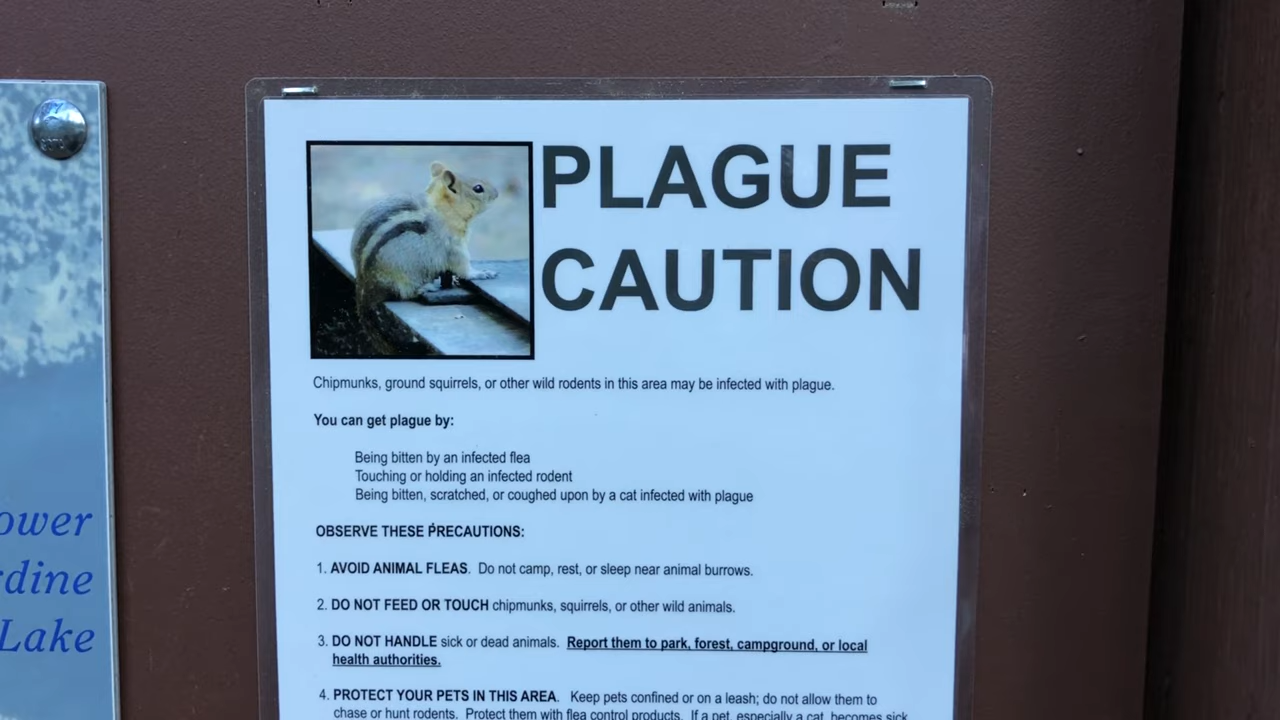 PLAGUE
CAUTION
Chipmunks, ground squirrels, or other wild rodents in this area may be infected with plague.
You can get plague by:
Being bitten by an infected flea
Touching or holding an infected rodent
Being bitten, scratched, or coughed upon by a cat infected with plague
OBSERVE THESE PRECAUTIONS:
1. AVOID ANIMAL FLEAS. Do not camp, rest, or sleep near animal burrows.
2. DO NOT FEED OR TOUCH chipmunks, squirrels, or other wild animals.
3. DO NOT HANDLE sick or dead animals. Report them to park, forest, campground, or local
health authorities.
4. PROTECT YOUR PETS IN THIS AREA. Keep pets confined or on a leash; do not allow them to
chase or hunt rodents. Protect them with flea control products. If a pet, especially a cat, becomes sick
ower
rdine
Lake